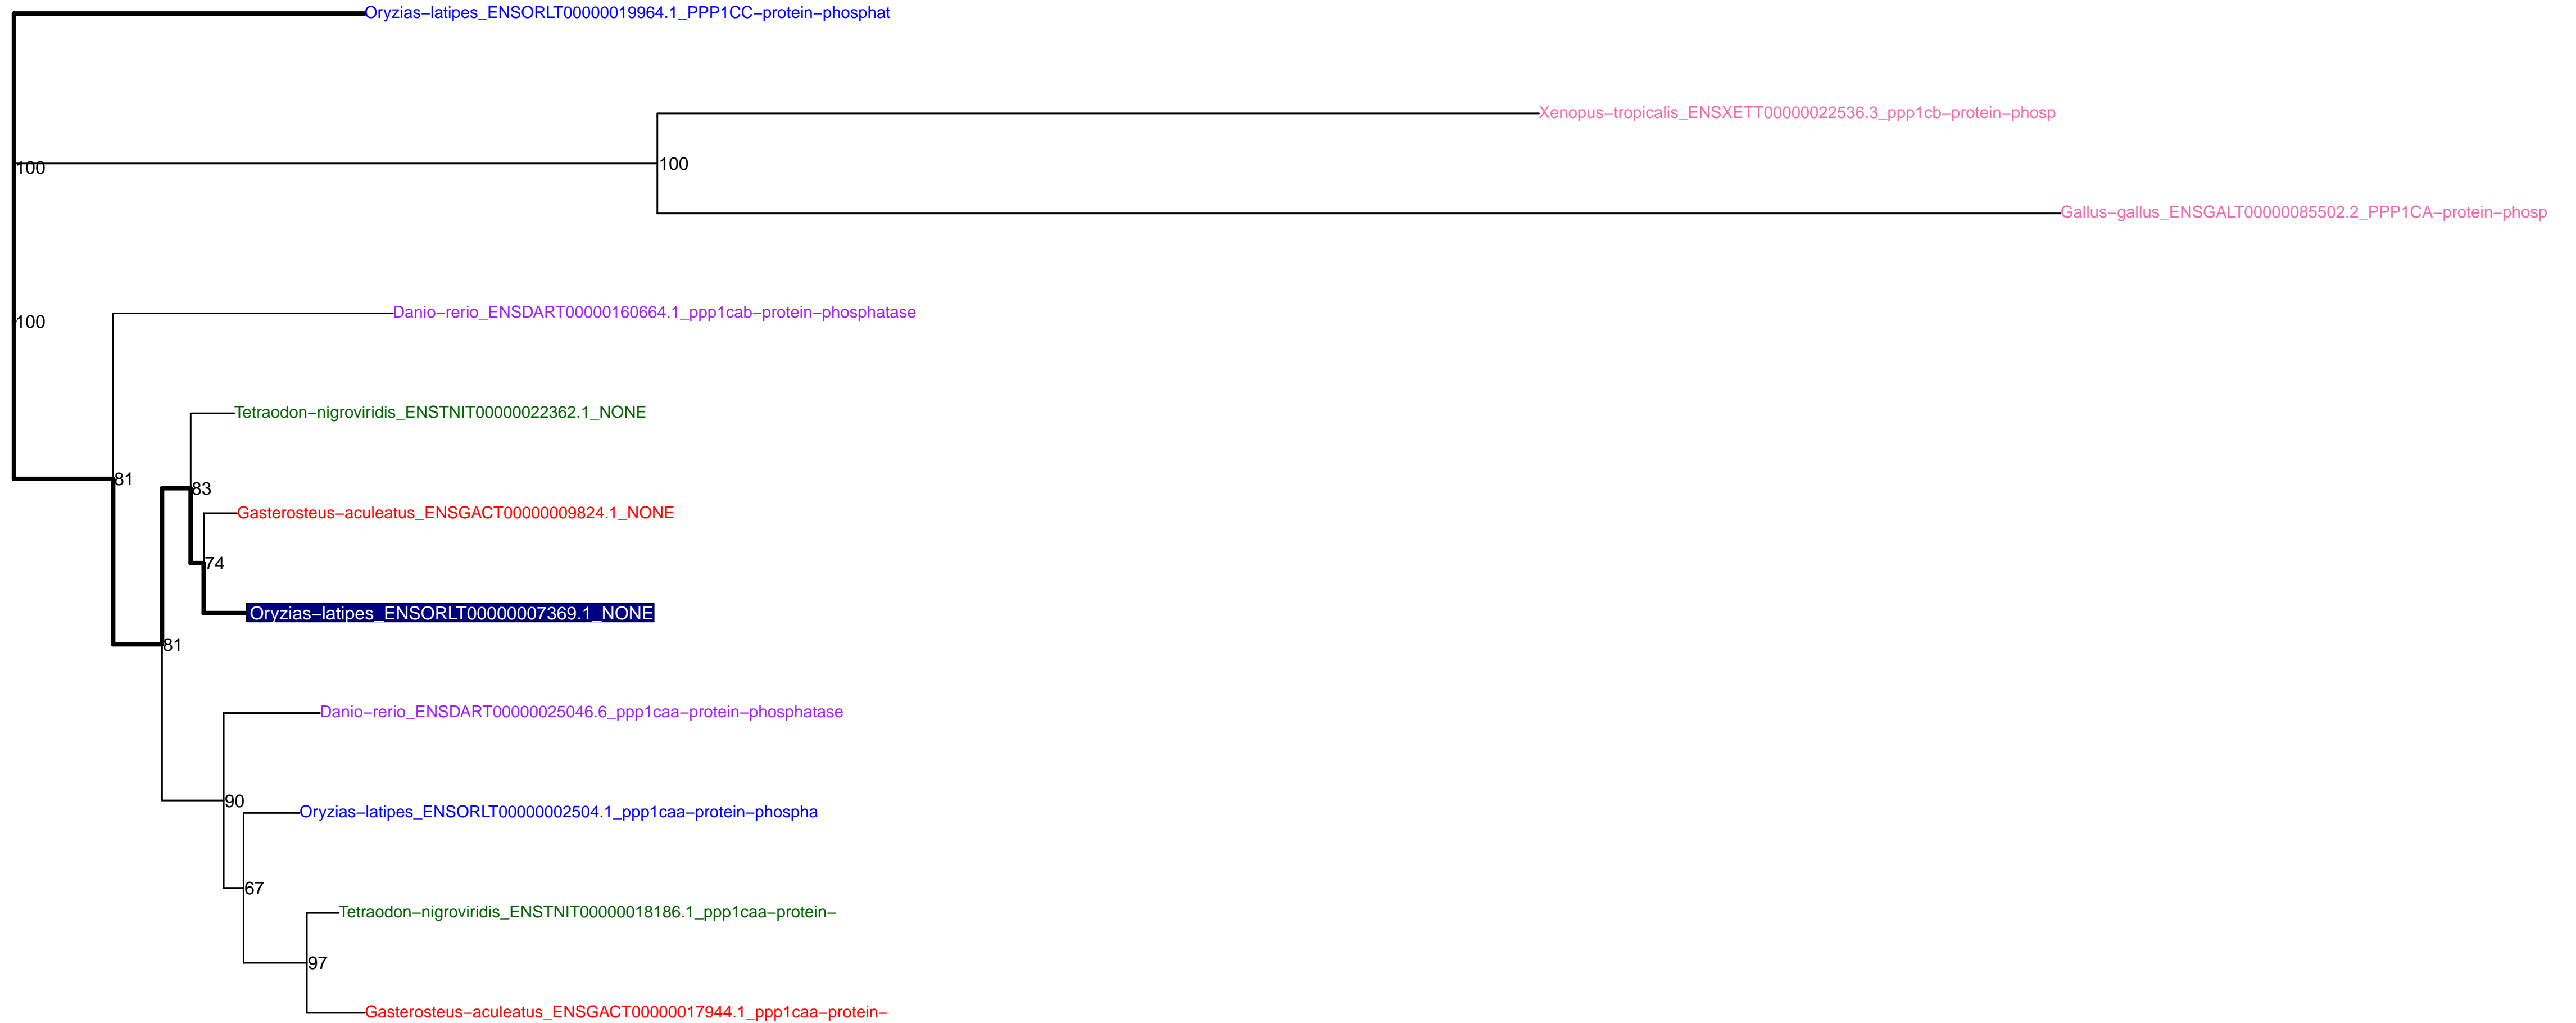 Oryzias−latipes_ENSORLT00000019964.1_PPP1CC−protein−phosphat
Xenopus−tropicalis_ENSXETT00000022536.3_ppp1cb−protein−phosp
100
100
Gallus−gallus_ENSGALT00000085502.2_PPP1CA−protein−phosp
Danio−rerio_ENSDART00000160664.1_ppp1cab−protein−phosphatase
100
Tetraodon−nigroviridis_ENSTNIT00000022362.1_NONE
81
83
Gasterosteus−aculeatus_ENSGACT00000009824.1_NONE
74
Oryzias−latipes_ENSORLT00000007369.1_NONE
81
Danio−rerio_ENSDART00000025046.6_ppp1caa−protein−phosphatase
90
Oryzias−latipes_ENSORLT00000002504.1_ppp1caa−protein−phospha
67
Tetraodon−nigroviridis_ENSTNIT00000018186.1_ppp1caa−protein−
97
Gasterosteus−aculeatus_ENSGACT00000017944.1_ppp1caa−protein−